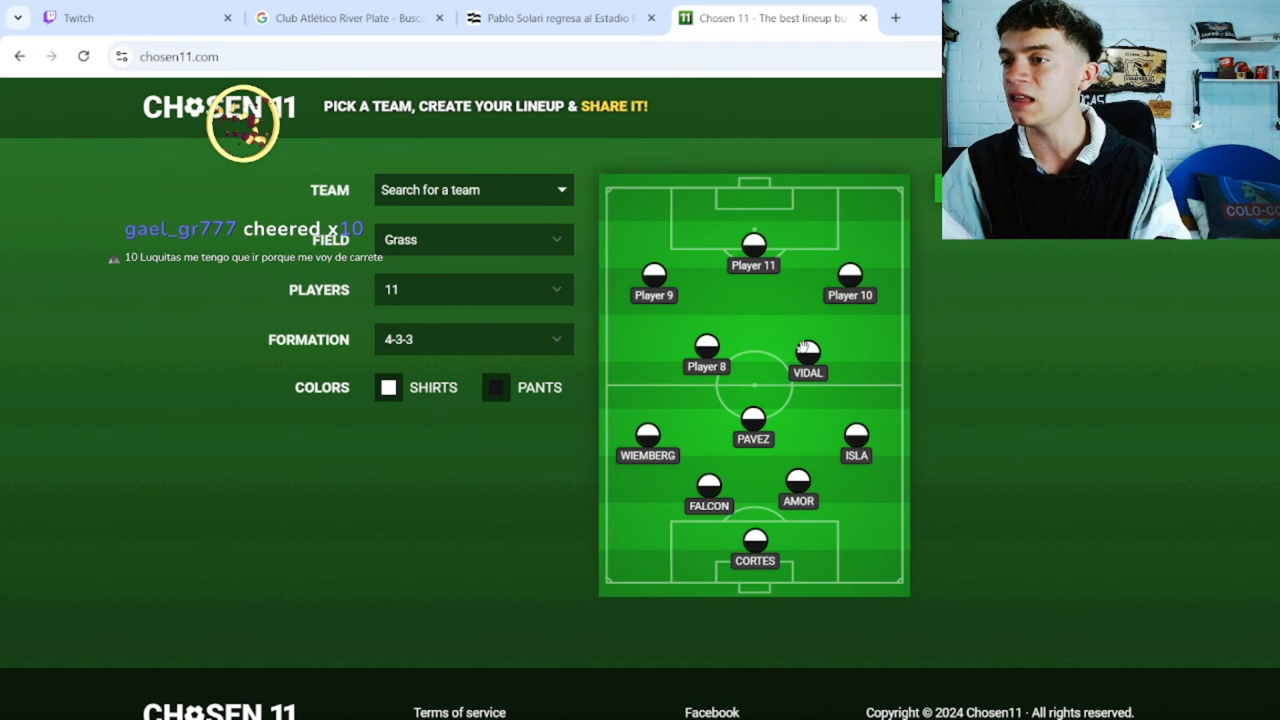 Twitch
Club Atlético River Plate - Busc
Pablo Solari regresa al Estadio
Chosen 11 - The best lineup bu
chosen11.com
CHOSEN 11
PICK A TEAM, CREATE YOUR LINEUP & SHARE IT!
TEAM
Search for a team
gael_gr777 cheered x10
FIELD
Grass
10 Luquitas me tengo que ir porque me voy de carrete
PLAYERS
11
FORMATION
4-3-3
COLORS
SHIRTS
PANTS
Player 11
Player 9
Player 10
Player 8
VIDAL
PAVEZ
WIEMBERG
ISLA
FALCON
AMOR
CORTES
COLO-CO
CHOSEN 11
Terms of service
Facebook
Copyright © 2024 Chosen11 · All rights reserved.